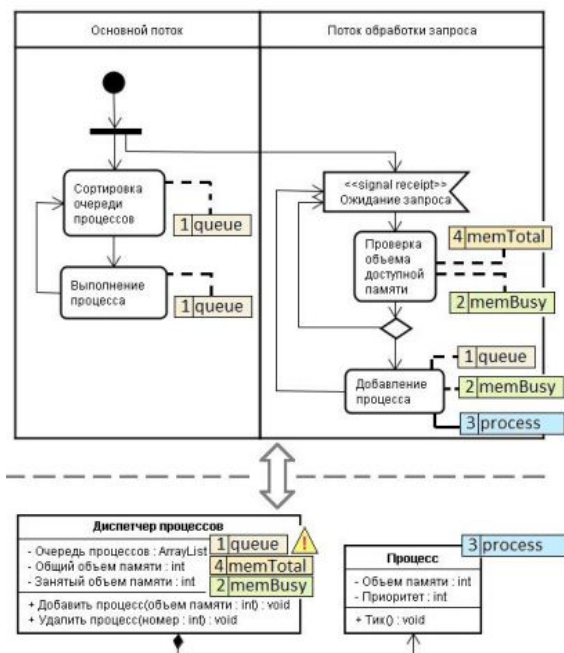 Основной поток
Поток обработки запроса
Сортировка
очереди
процессов
1 queue
Выполнение
процесса
1 queue
<<signal receipt>>
Ожидание запроса
Проверка
объема
доступной
памяти
4 memTotal
2 memBusy
Добавление
процесса
1 queue
2 memBusy
3 process
Диспетчер процессов
- Очередь процессов : ArrayList
- Общий объем памяти : int
- Занятый объем памяти : int
1 queue
4 memTotal
2 memBusy
+ Добавить процесс(объем памяти : int) : void
+ Удалить процесс(номер : int) : void
Процесс
3 process
- Объем памяти : int
- Приоритет : int
+ Тик() : void